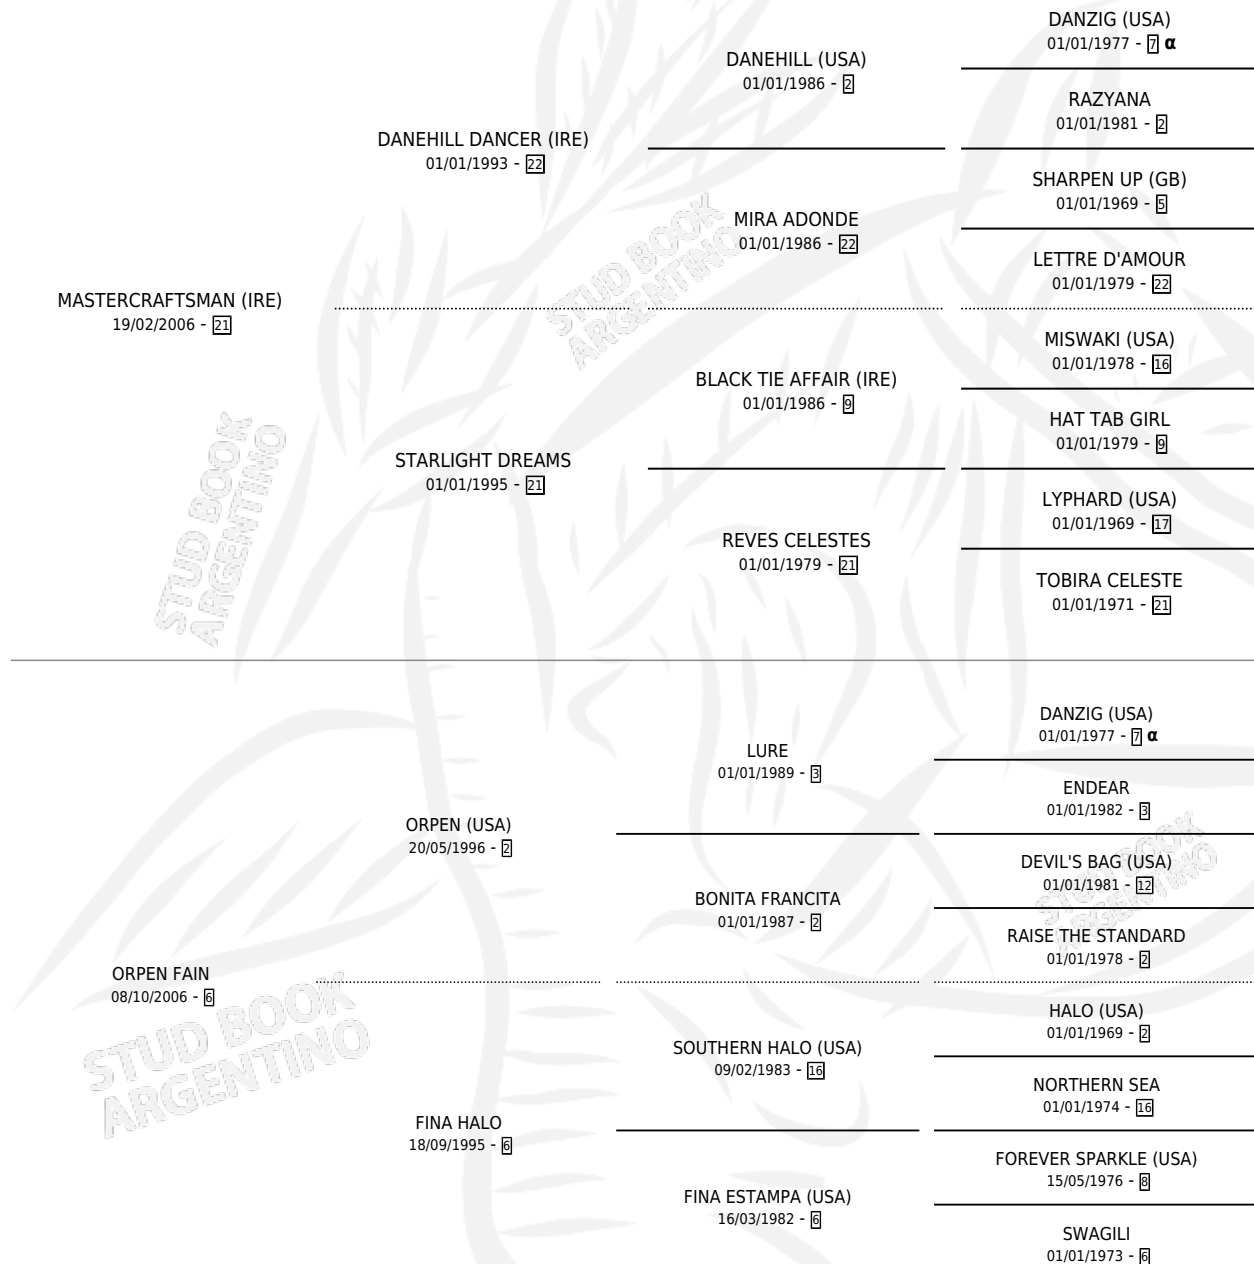 DANZIG (USA)
01/01/1977 - 7 α
DANEHILL (USA)
01/01/1986 - 2
RAZYANA
01/01/1981 - 2
DANEHILL DANCER (IRE)
01/01/1993 - 22
SHARPEN UP (GB)
01/01/1969 - 5
MIRA ADONDE
01/01/1986 - 22
LETTRE D'AMOUR
01/01/1979 - 22
STUD BOOK
ARGENTINO
MASTERCRAFTSMAN (IRE)
19/02/2006 - 21
MISWAKI (USA)
01/01/1978 - 16
BLACK TIE AFFAIR (IRE)
01/01/1986 - 9
HAT TAB GIRL
01/01/1979 - 9
STARLIGHT DREAMS
01/01/1995 - 21
STUD BOOK
ARGENTINO
LYPHARD (USA)
01/01/1969 - 17
REVES CELESTES
01/01/1979 - 21
TOBIRA CELESTE
01/01/1971 - 21
DANZIG (USA)
01/01/1977 - 7 α
LURE
01/01/1989 - 3
ENDEAR
01/01/1982 - 3
ORPEN (USA)
20/05/1996 - 2
DEVIL'S BAG (USA)
01/01/1981 - 12
STUD BOOK
ARGENTINO
BONITA FRANCITA
01/01/1987 - 2
RAISE THE STANDARD
01/01/1978 - 2
ORPEN FAIN
08/10/2006 - 6
STUD BOOK
ARGENTINO
HALO (USA)
01/01/1969 - 2
SOUTHERN HALO (USA)
09/02/1983 - 16
NORTHERN SEA
01/01/1974 - 16
FINA HALO
18/09/1995 - 6
FOREVER SPARKLE (USA)
15/05/1976 - 8
FINA ESTAMPA (USA)
16/03/1982 - 6
SWAGILI
01/01/1973 - 6